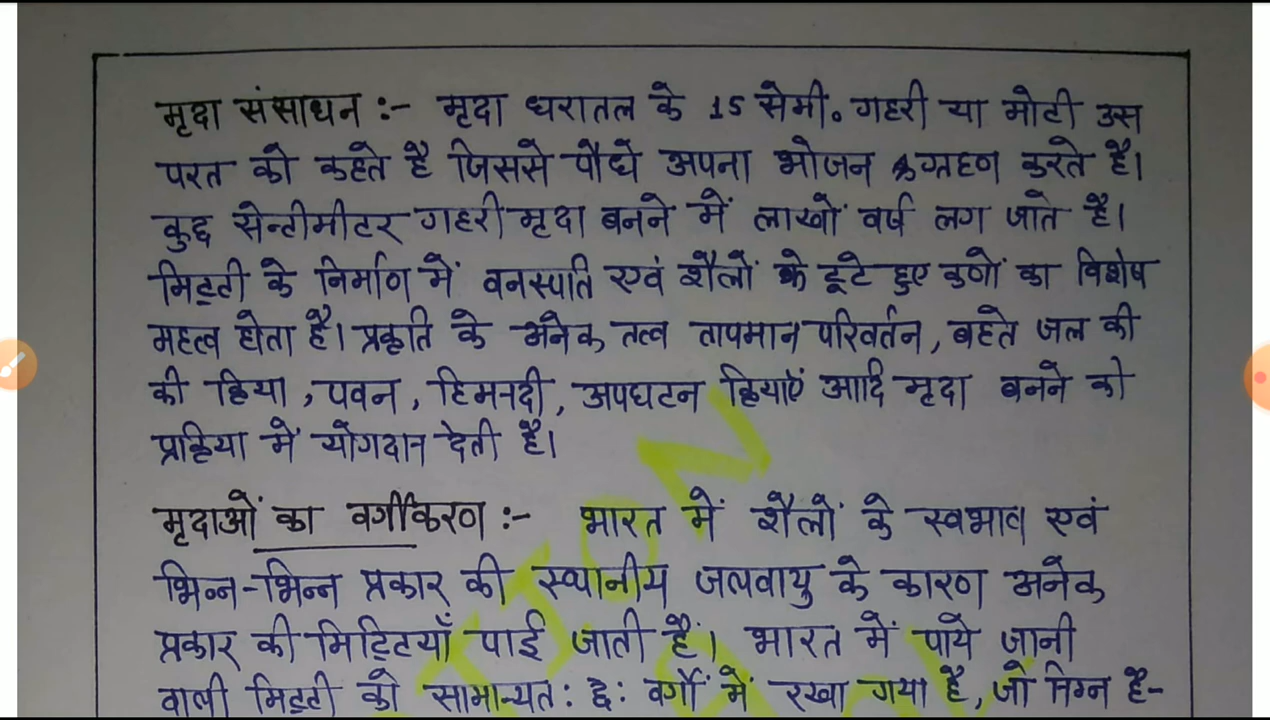 मृदा संसाधन :- मृदा धरातल के 15 सेमी. गहरी या मोटी उस
परत को कहते है जिससे पौधे अपना भोजन ग्रहण करते है।
कुछ सेन्टीमीटर गहरी मृदा बनने में लाखों वर्ष लग जाते है।
मिट्टी के निर्माण में वनस्पति एवं शैलों के टूटे हुए कणों का विशेष
महत्व होता है। प्रकृति के अनेक तत्व तापमान परिवर्तन, बहते जल की
की क्रिया, पवन, हिमनदी, अपघटन क्रियाएँ आदि मृदा बनने की
प्रक्रिया में योगदान देती है।
मृदाओं का वर्गीकरण :- भारत में शैलों के स्वभाव एवं
भिन्न-भिन्न प्रकार की स्थानीय जलवायु के कारण अनेक
प्रकार की मिट्टियाँ पाई जाती हैं। भारत में पाये जानी
वाली मिट्टी को सामान्यत: छ: वर्गों में रखा गया है, जो निम्न है-